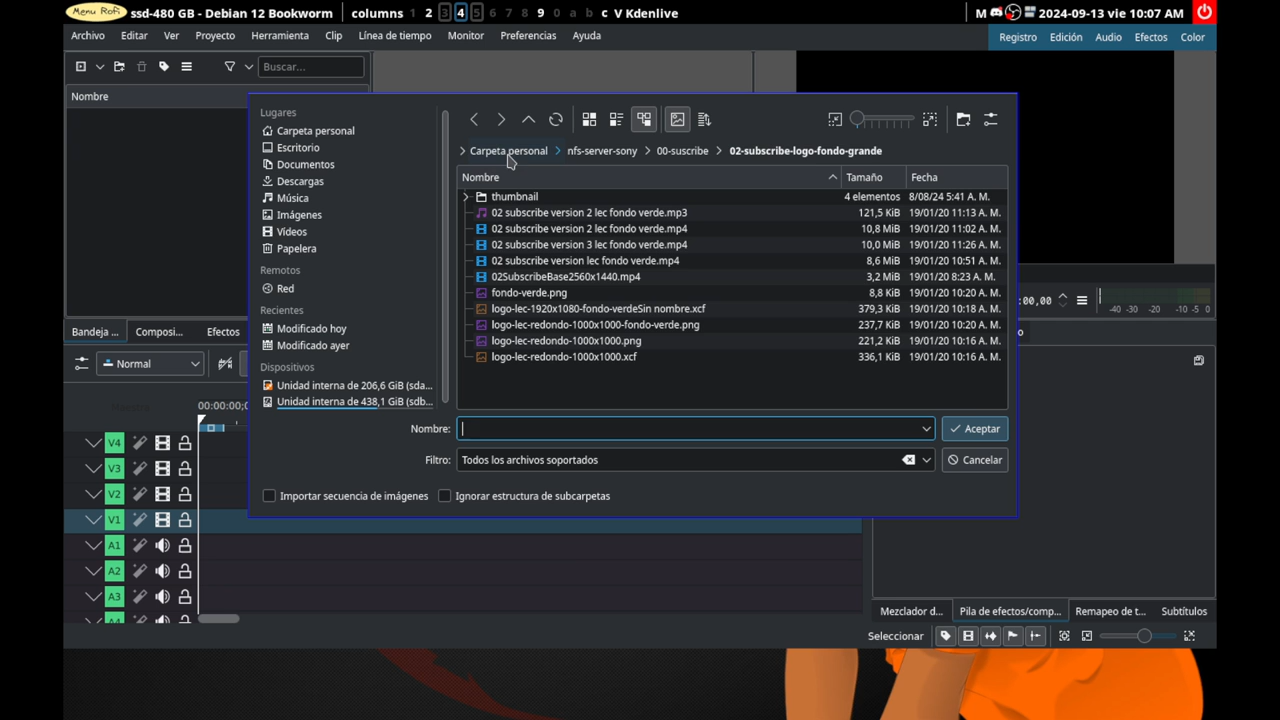 Menu Rofi ssd-480 GB - Debian 12 Bookworm columns 1 2 3 4 5 6 7 8 9 0 a b c V Kdenlive M 2024-09-13 vie 10:07 AM
Archivo Editar Ver Proyecto Herramienta Clip Línea de tiempo Monitor Preferencias Ayuda Registro Edición Audio Efectos Color
Buscar...
Nombre
Lugares
Carpeta personal
Escritorio
Documentos
Descargas
Música
Imágenes
Vídeos
Papelera
Remotos
Red
Recientes
Modificado hoy
Modificado ayer
Dispositivos
Unidad interna de 206,6 GiB (sda...
Unidad interna de 438,1 GiB (sdb...
Carpeta personal nfs-server-sony 00-suscribe 02-subscribe-logo-fondo-grande
Nombre Tamaño Fecha
thumbnail 4 elementos 8/08/24 5:41 A. M.
02 subscribe version 2 lec fondo verde.mp3 121,5 KiB 19/01/20 11:13 A. M.
02 subscribe version 2 lec fondo verde.mp4 10,8 MiB 19/01/20 11:02 A. M.
02 subscribe version 3 lec fondo verde.mp4 10,0 MiB 19/01/20 11:26 A. M.
02 subscribe version lec fondo verde.mp4 8,6 MiB 19/01/20 10:51 A. M.
02SubscribeBase2560x1440.mp4 3,2 MiB 19/01/20 8:23 A. M.
fondo-verde.png 8,8 KiB 19/01/20 10:20 A. M.
logo-lec-1920x1080-fondo-verdeSin nombre.xcf 379,3 KiB 19/01/20 10:18 A. M.
logo-lec-redondo-1000x1000-fondo-verde.png 237,7 KiB 19/01/20 10:20 A. M.
logo-lec-redondo-1000x1000.png 221,2 KiB 19/01/20 10:16 A. M.
logo-lec-redondo-1000x1000.xcf 336,1 KiB 19/01/20 10:16 A. M.
Nombre: Aceptar
Filtro: Todos los archivos soportados Cancelar
Importar secuencia de imágenes Ignorar estructura de subcarpetas
:00,00 -40 -30 -20 -10 -5 0
Bandeja ... Composi... Efectos
Normal
00:00:00;0
V4
V3
V2
V1
A1
A2
A3
Mezclador d... Pila de efectos/comp... Remapeo de t... Subtítulos
Seleccionar